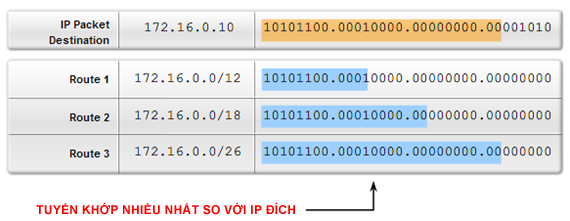 IP Packet Destination 172.16.0.10 10101100.00010000.00000000.00001010
Route 1 172.16.0.0/12 10101100.00010000.00000000.00000000
Route 2 172.16.0.0/18 10101100.00010000.00000000.00000000
Route 3 172.16.0.0/26 10101100.00010000.00000000.00000000
TUYẾN KHỚP NHIỀU NHẤT SO VỚI IP ĐÍCH